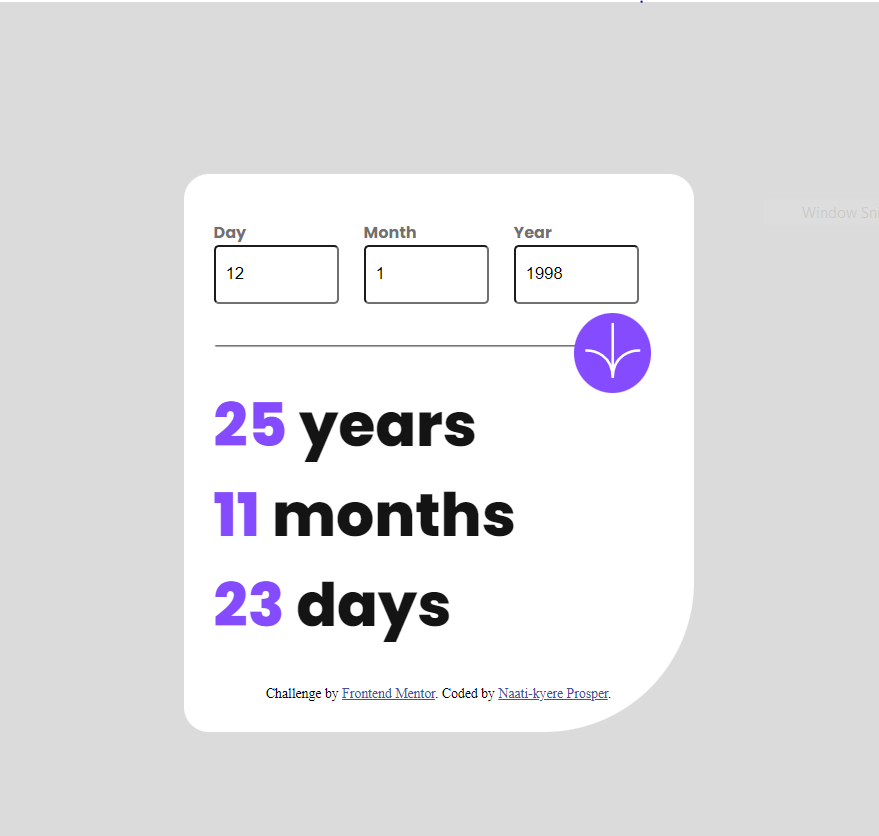 Window Sn
Day Month Year
12 1 1998
25 years
11 months
23 days
Challenge by Frontend Mentor. Coded by Naati-kyere Prosper.